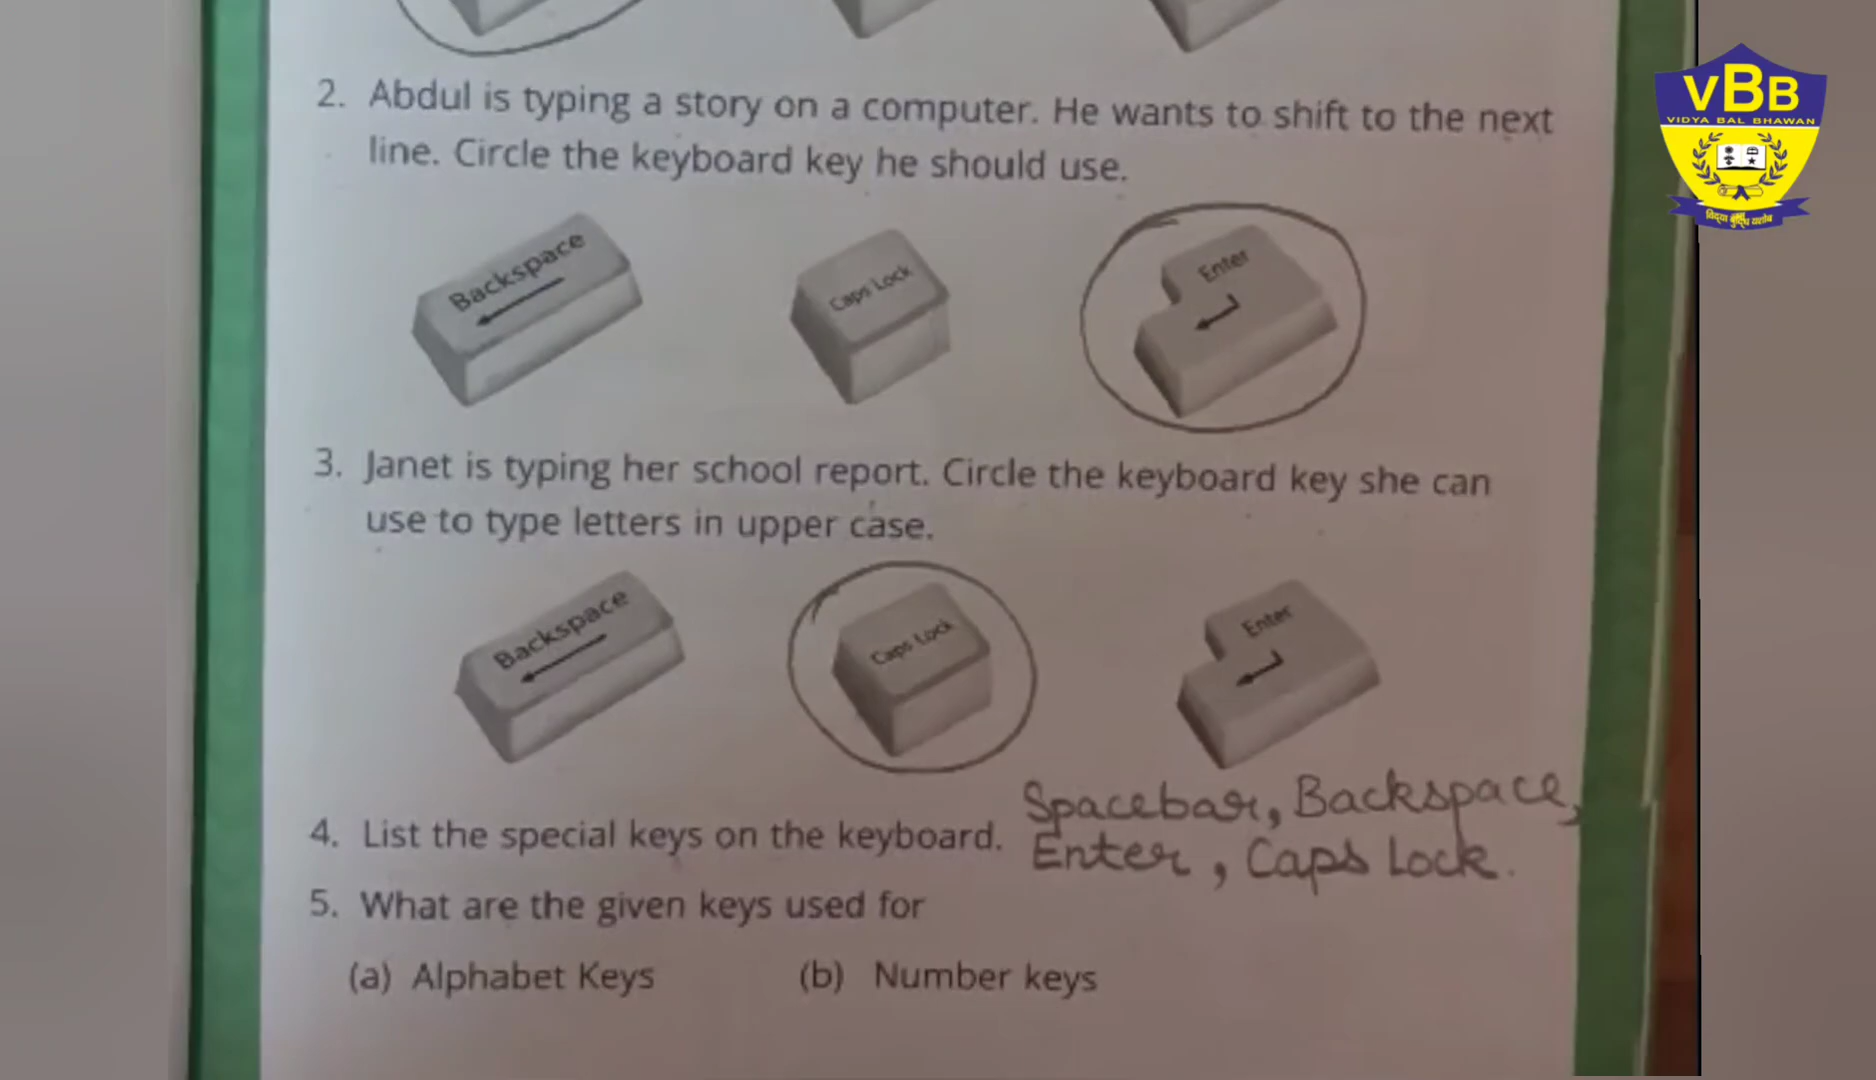 2. Abdul is typing a story on a computer. He wants to shift to the next
line. Circle the keyboard key he should use.
Backspace
Caps Lock
Enter
3. Janet is typing her school report. Circle the keyboard key she can
use to type letters in upper case.
Backspace
Caps Lock
Enter
Spacebar, Backspace,
4. List the special keys on the keyboard. Enter, Caps Lock.
5. What are the given keys used for
(a) Alphabet Keys (b) Number keys
VBB
VIDYA BAL BHAWAN
विद्या